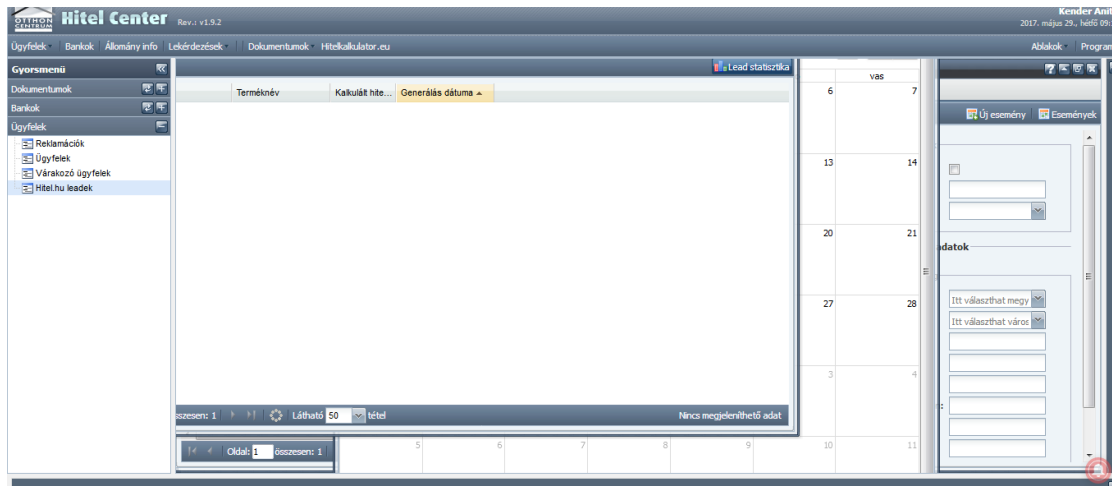 OTTHON CENTRUM Hitel Center Rev.: v1.9.2
Kender Anit
2017. május 29., hétfő 09:
Ügyfelek Bankok Állomány info Lekérdezések Dokumentumok Hitelkalkulator.eu Ablakok Program
Gyorsmenü
Lead statisztika
Dokumentumok
Terméknév Kalkulált hite... Generálás dátuma
vas
Bankok
Ügyfelek
6 7
Új esemény Események
Reklamációk
Ügyfelek
Várakozó ügyfelek
Hitel.hu leadek
13 14
20 21
adatok
27 28
Itt választhat megy
Itt választhat város
3 4
összesen: 1 Látható 50 tétel Nincs megjeleníthető adat
Oldal: 1 összesen: 1
5 6 7 8 9 10 11